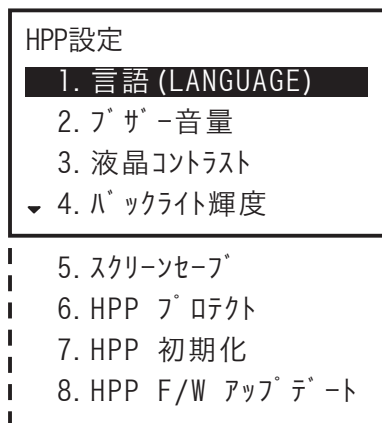 HPP設定
1. 言語 (LANGUAGE)
2. ﾌﾞｻﾞｰ音量
3. 液晶ｺﾝﾄﾗｽﾄ
4. ﾊﾞｯｸﾗｲﾄ輝度
5. ｽｸﾘｰﾝｾｰﾌﾞ
6. HPP ﾌﾟﾛﾃｸﾄ
7. HPP 初期化
8. HPP F/W ｱｯﾌﾟﾃﾞｰﾄ